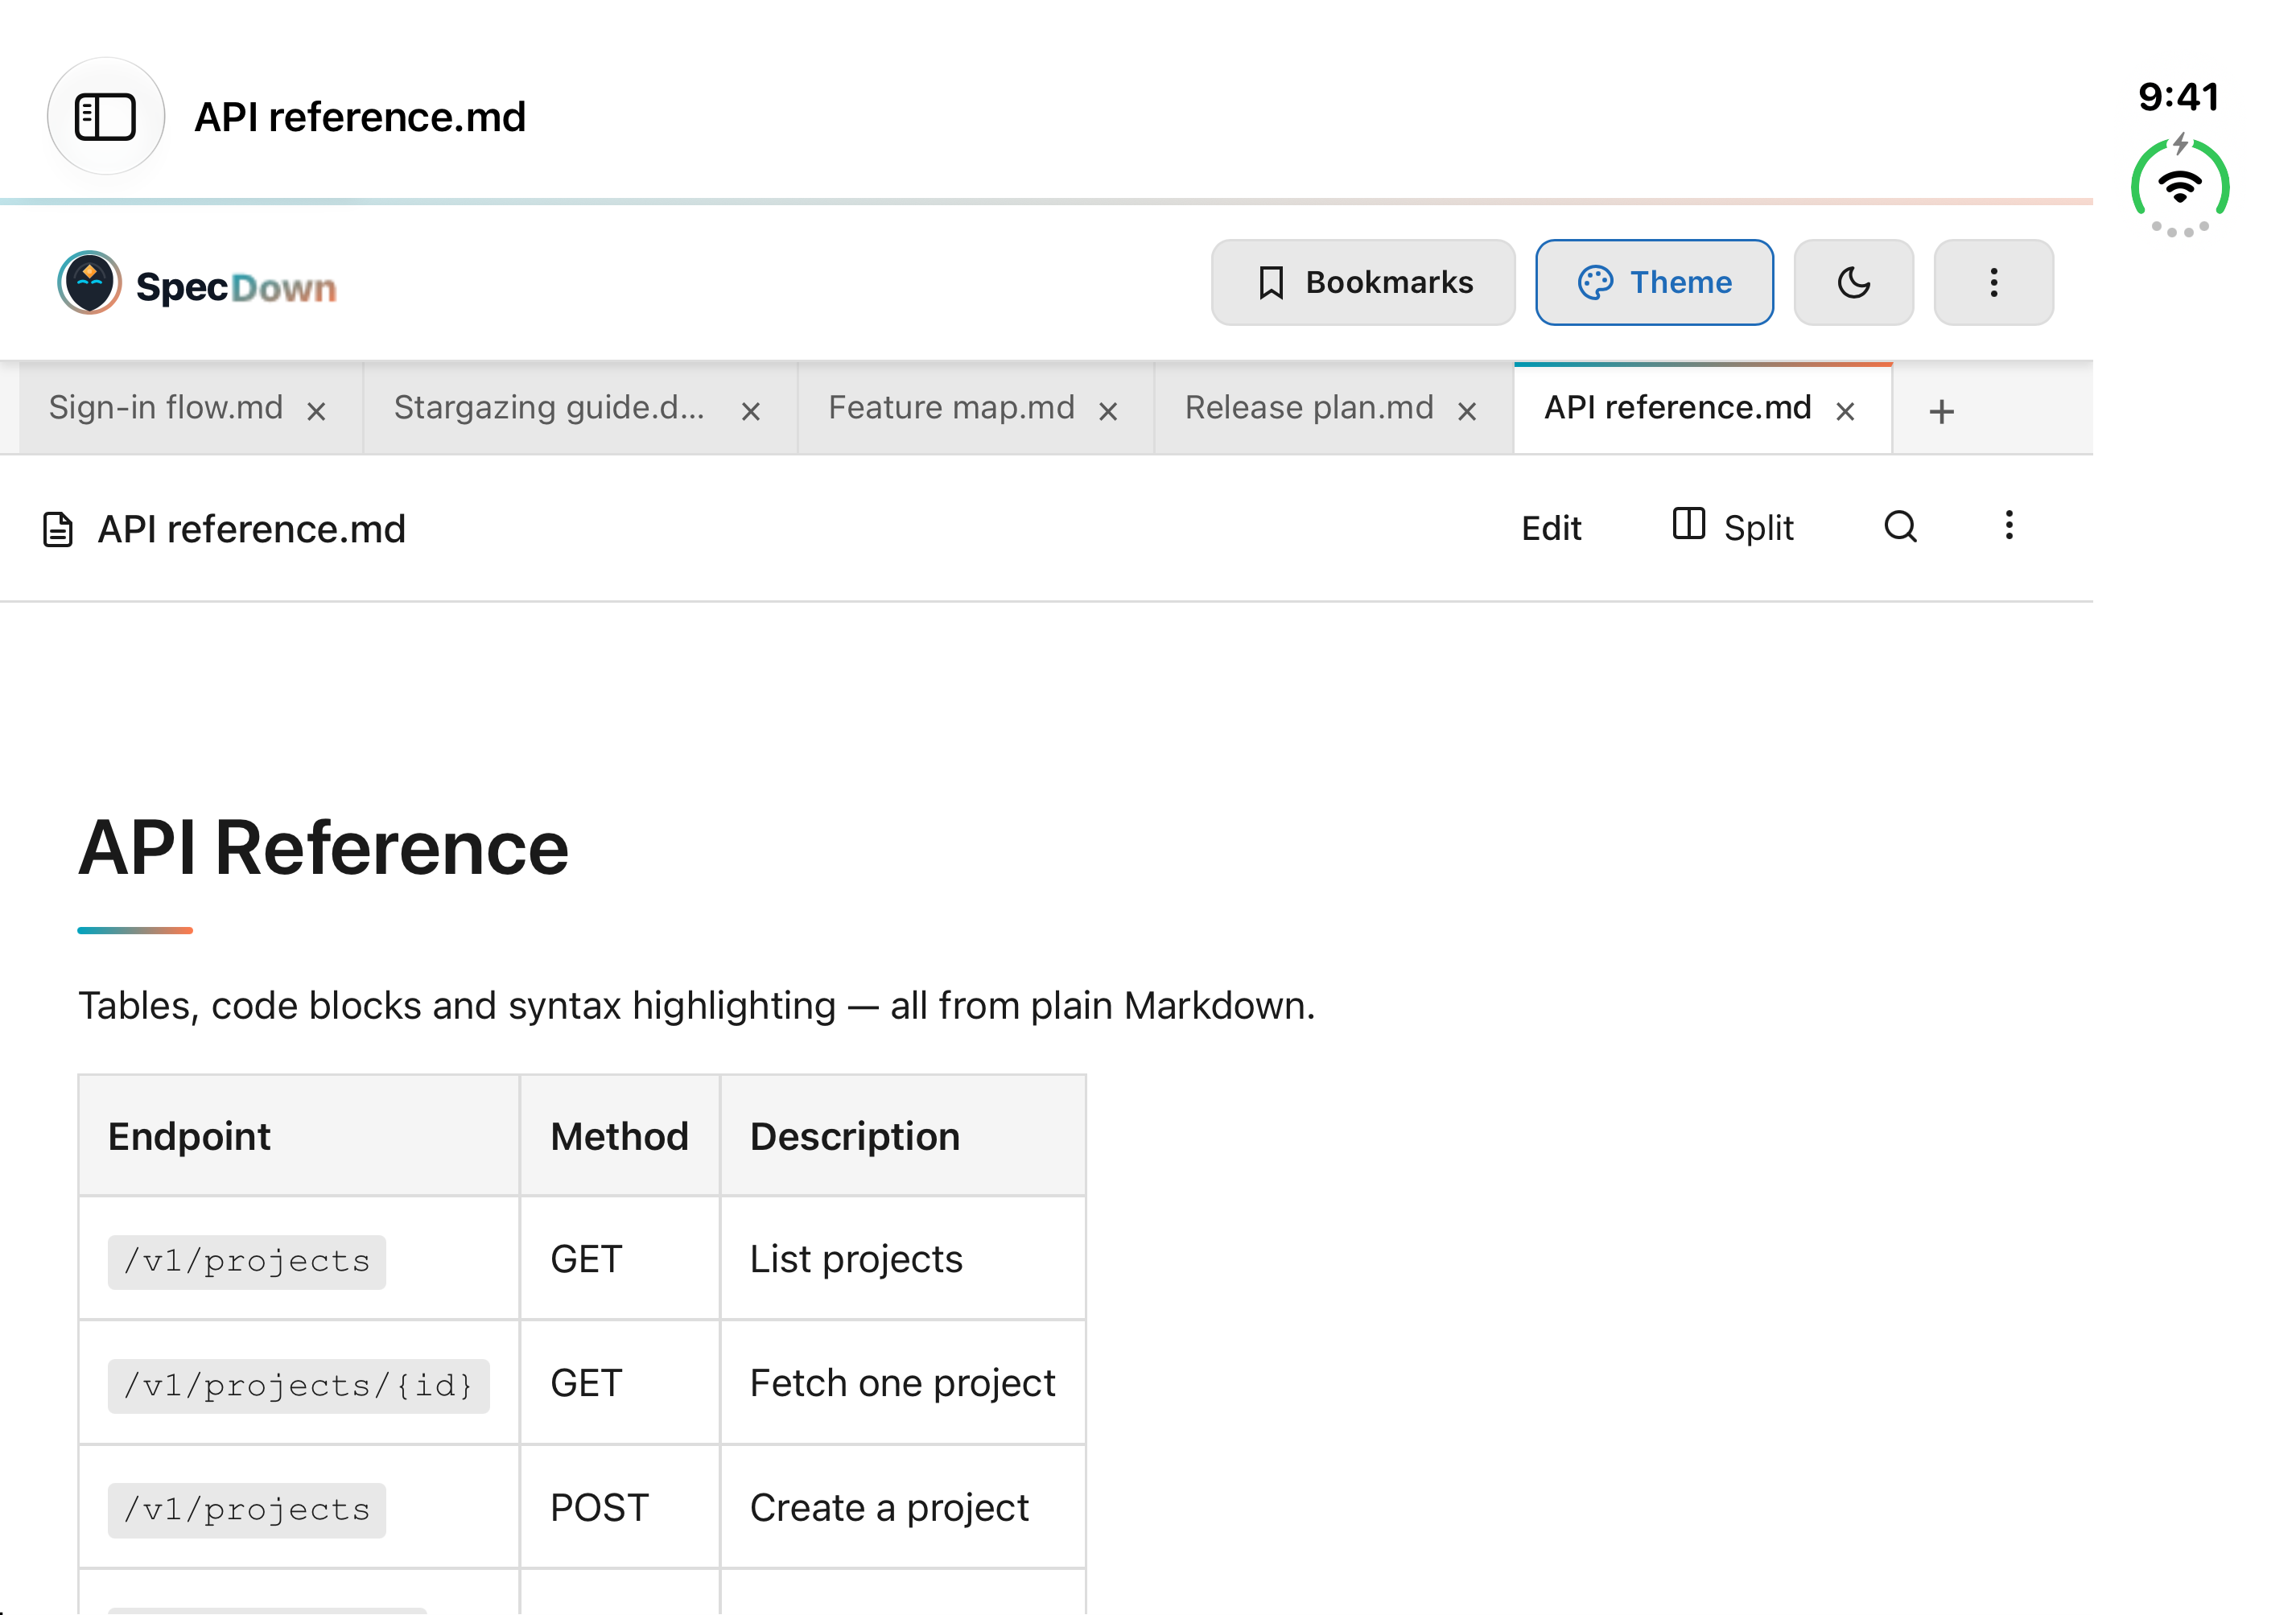 API reference.md
9:41
SpecDown
Bookmarks
Theme
Sign-in flow.md
Stargazing guide.d...
Feature map.md
Release plan.md
API reference.md
API reference.md
Edit
Split
API Reference
Tables, code blocks and syntax highlighting — all from plain Markdown.
Endpoint Method Description
/v1/projects GET List projects
/v1/projects/{id} GET Fetch one project
/v1/projects POST Create a project